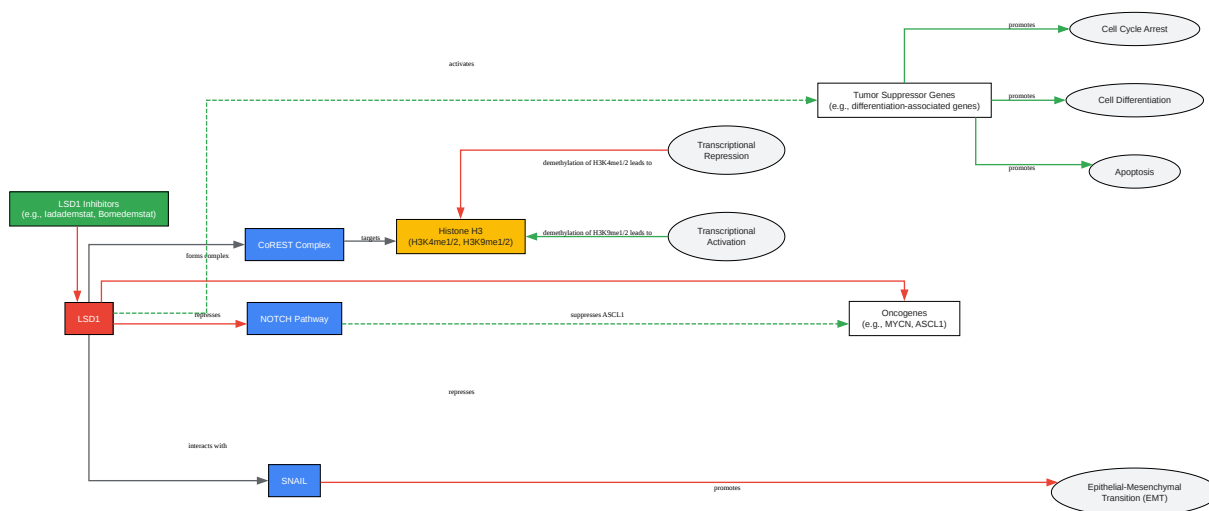 promotes
Cell Cycle Arrest
activates
Tumor Suppressor Genes
(e.g., differentiation-associated genes)
promotes
Cell Differentiation
Transcriptional
Repression
demethylation of H3K4me1/2 leads to
promotes
Apoptosis
LSD1 Inhibitors
(e.g., Iadademstat, Bomedemstat)
forms complex
CoREST Complex
targets
Histone H3
(H3K4me1/2, H3K9me1/2)
demethylation of H3K9me1/2 leads to
Transcriptional
Activation
LSD1
represses
NOTCH Pathway
suppresses ASCL1
Oncogenes
(e.g., MYCN, ASCL1)
represses
interacts with
SNAIL
promotes
Epithelial-Mesenchymal
Transition (EMT)